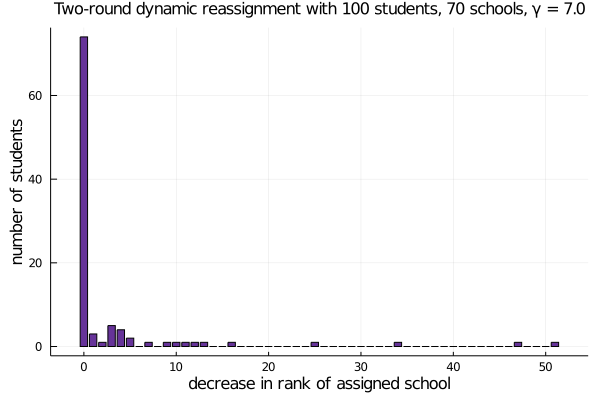 Two-round dynamic reassignment with 100 students, 70 schools, γ = 7.0
number of students
60
40
20
0
0 10 20 30 40 50
decrease in rank of assigned school